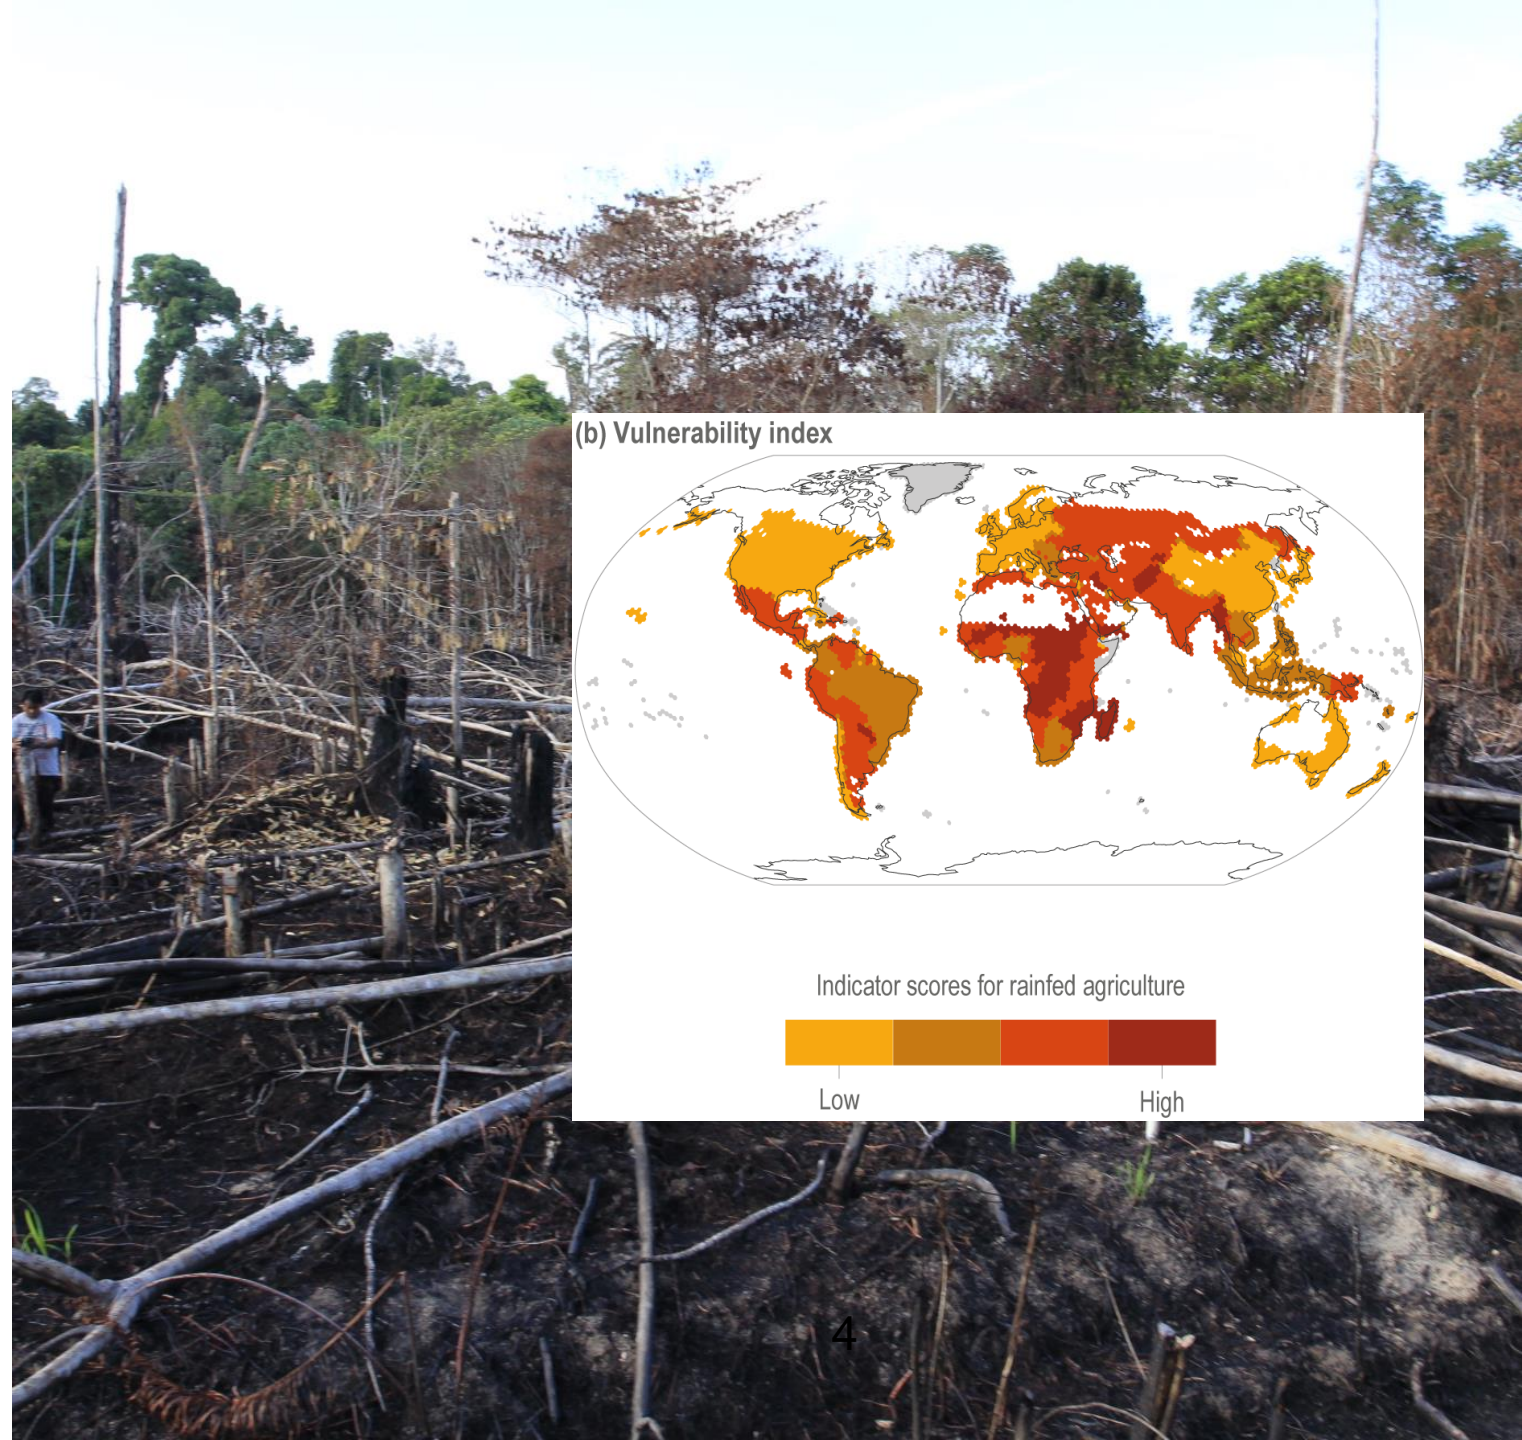 (b) Vulnerability index
Indicator scores for rainfed agriculture
Low
High
4